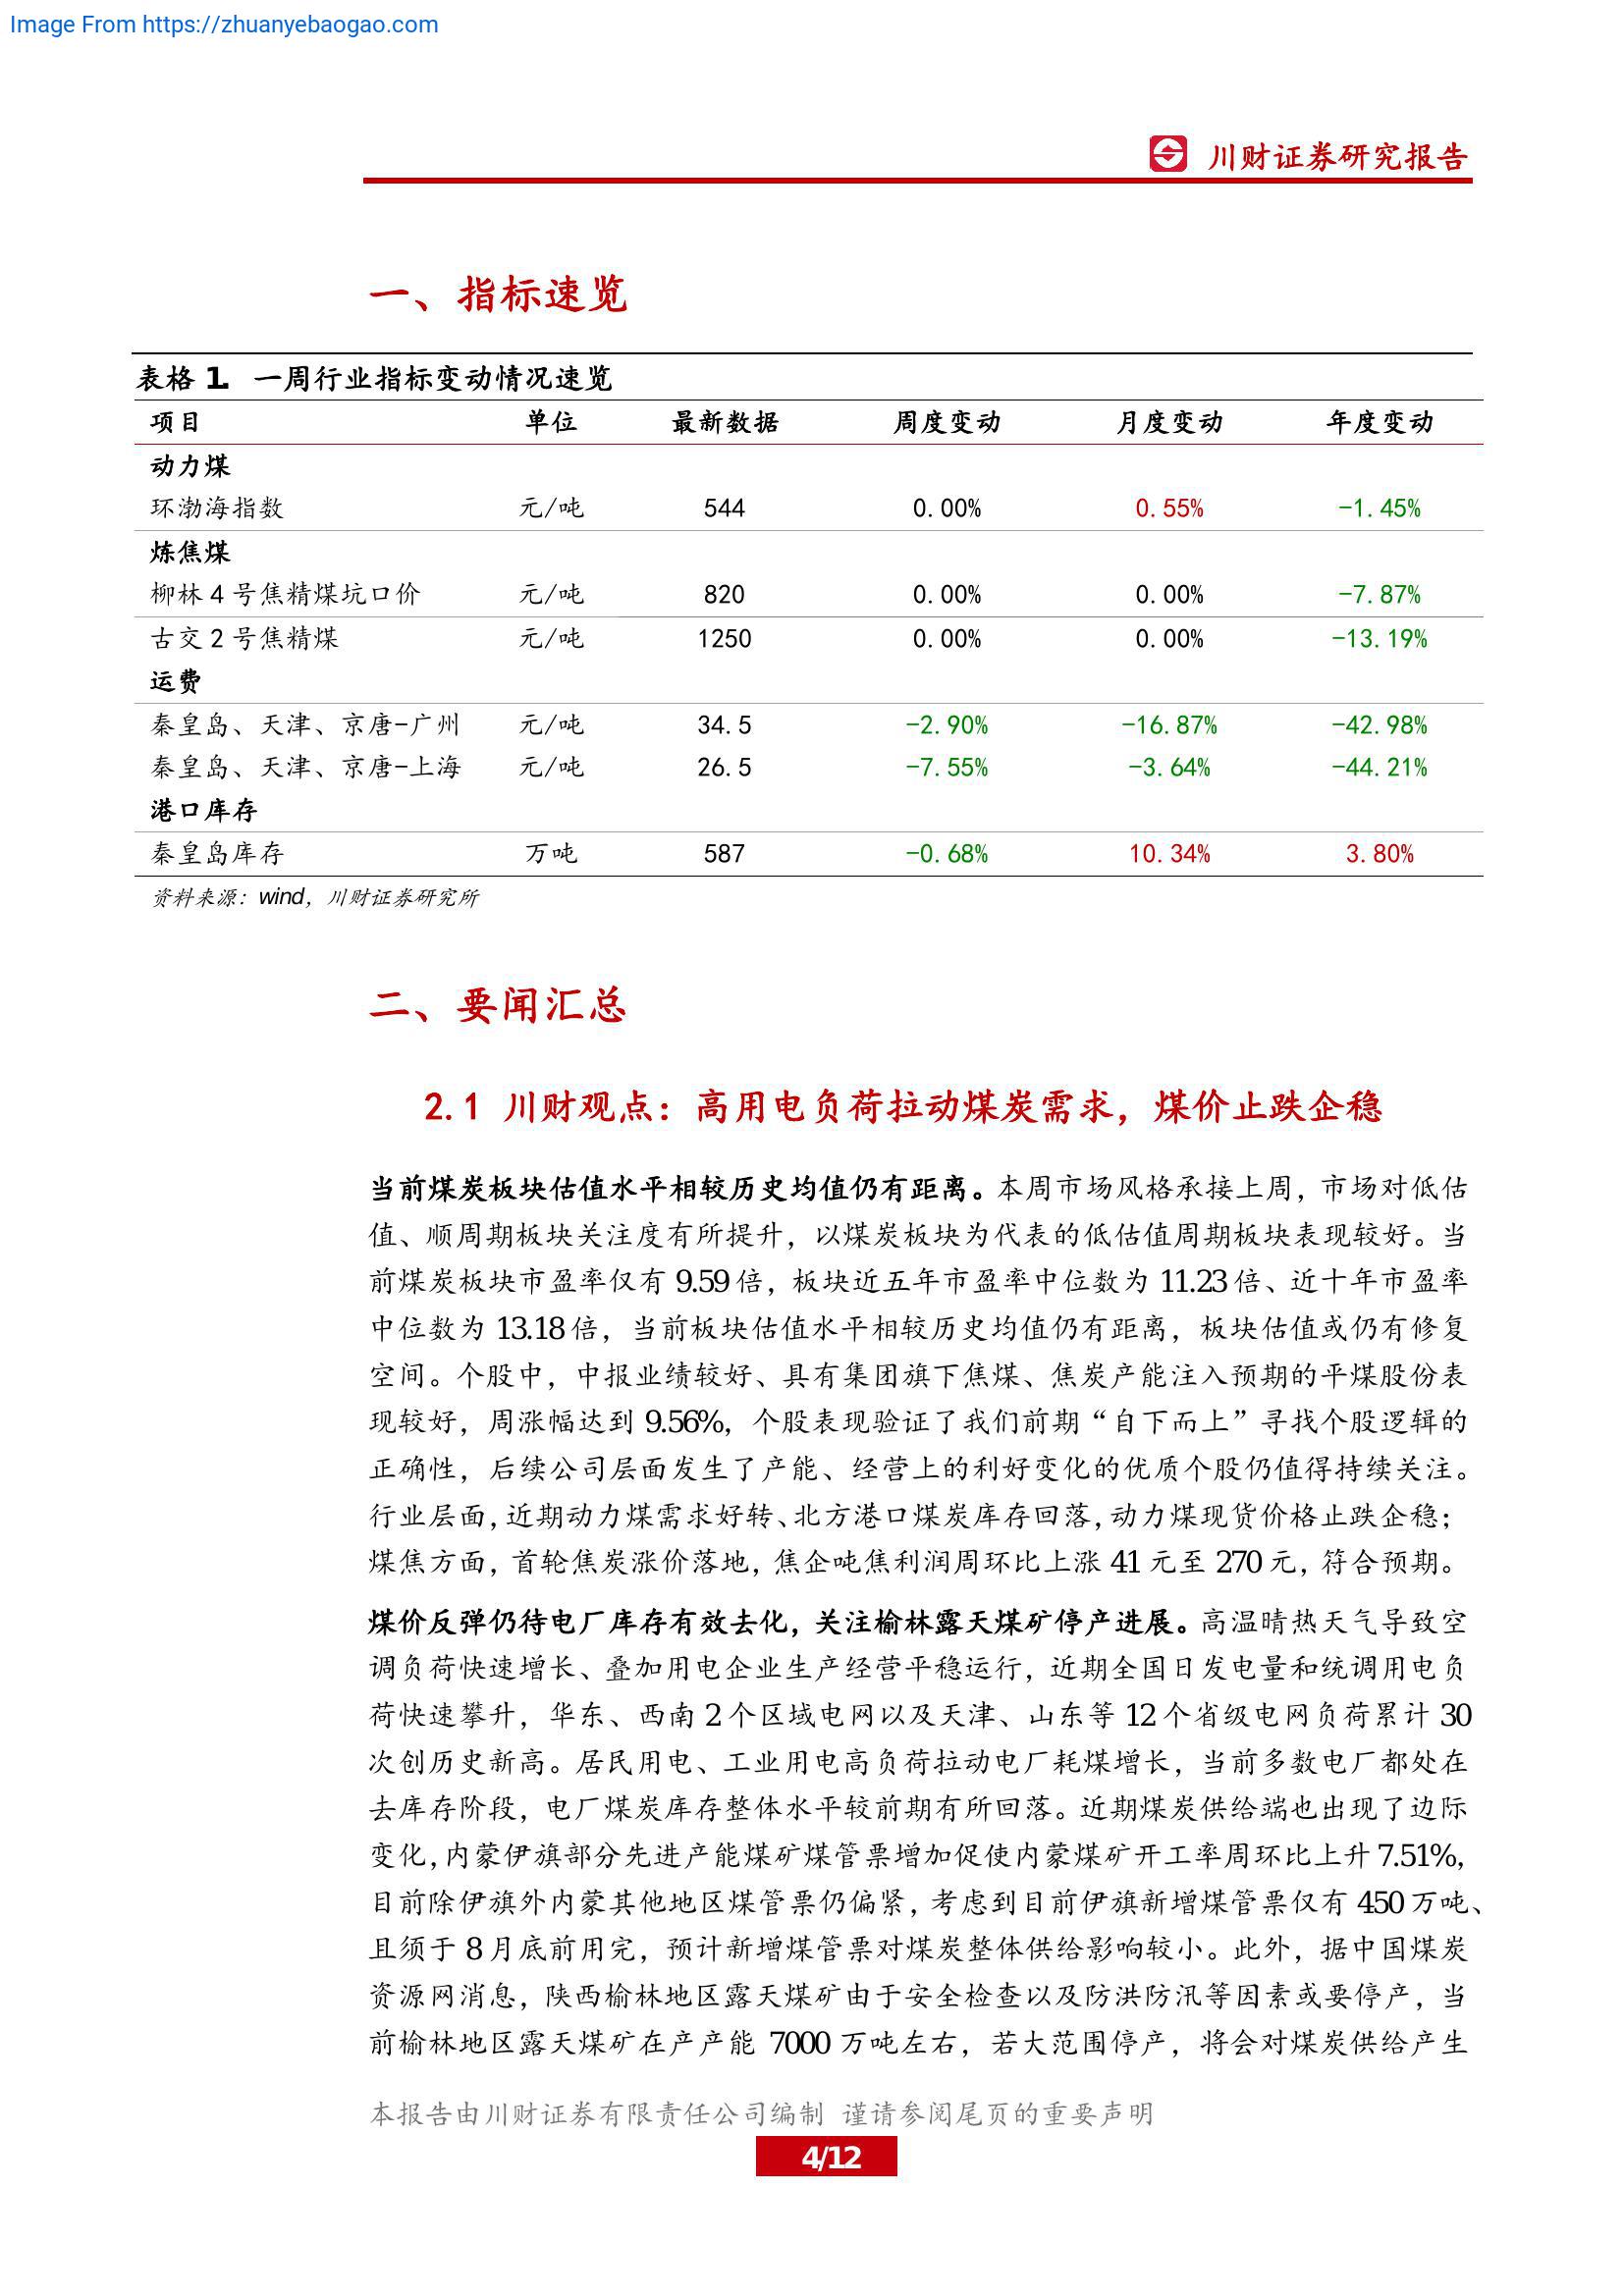 Image From https://zhuanyebaogao.com
川财证券研究报告
一、指标速览
表格 1. 一周行业指标变动情况速览
项目 单位 最新数据 周度变动 月度变动 年度变动
动力煤
环渤海指数 元/吨 544 0.00% 0.55% -1.45%
炼焦煤
柳林 4 号焦精煤坑口价 元/吨 820 0.00% 0.00% -7.87%
古交 2 号焦精煤 元/吨 1250 0.00% 0.00% -13.19%
运费
秦皇岛、天津、京唐-广州 元/吨 34.5 -2.90% -16.87% -42.98%
秦皇岛、天津、京唐-上海 元/吨 26.5 -7.55% -3.64% -44.21%
港口库存
秦皇岛库存 万吨 587 -0.68% 10.34% 3.80%
资料来源：wind，川财证券研究所
二、要闻汇总
2.1 川财观点：高用电负荷拉动煤炭需求，煤价止跌企稳
当前煤炭板块估值水平相较历史均值仍有距离。本周市场风格承接上周，市场对低估
值、顺周期板块关注度有所提升，以煤炭板块为代表的低估值周期板块表现较好。当
前煤炭板块市盈率仅有 9.59 倍，板块近五年市盈率中位数为 11.23 倍、近十年市盈率
中位数为 13.18 倍，当前板块估值水平相较历史均值仍有距离，板块估值或仍有修复
空间。个股中，中报业绩较好、具有集团旗下焦煤、焦炭产能注入预期的平煤股份表
现较好，周涨幅达到 9.56%，个股表现验证了我们前期“自下而上”寻找个股逻辑的
正确性，后续公司层面发生了产能、经营上的利好变化的优质个股仍值得持续关注。
行业层面，近期动力煤需求好转、北方港口煤炭库存回落，动力煤现货价格止跌企稳；
煤焦方面，首轮焦炭涨价落地，焦企吨焦利润周环比上涨 41 元至 270 元，符合预期。
煤价反弹仍待电厂库存有效去化，关注榆林露天煤矿停产进展。高温晴热天气导致空
调负荷快速增长、叠加用电企业生产经营平稳运行，近期全国日发电量和统调用电负
荷快速攀升，华东、西南 2 个区域电网以及天津、山东等 12 个省级电网负荷累计 30
次创历史新高。居民用电、工业用电高负荷拉动电厂耗煤增长，当前多数电厂都处在
去库存阶段，电厂煤炭库存整体水平较前期有所回落。近期煤炭供给端也出现了边际
变化，内蒙伊旗部分先进产能煤矿煤管票增加促使内蒙煤矿开工率周环比上升 7.51%，
目前除伊旗外内蒙其他地区煤管票仍偏紧，考虑到目前伊旗新增煤管票仅有 450 万吨、
且须于 8 月底前用完，预计新增煤管票对煤炭整体供给影响较小。此外，据中国煤炭
资源网消息，陕西榆林地区露天煤矿由于安全检查以及防洪防汛等因素或要停产，当
前榆林地区露天煤矿在产产能 7000 万吨左右，若大范围停产，将会对煤炭供给产生
本报告由川财证券有限责任公司编制 谨请参阅尾页的重要声明
4/12